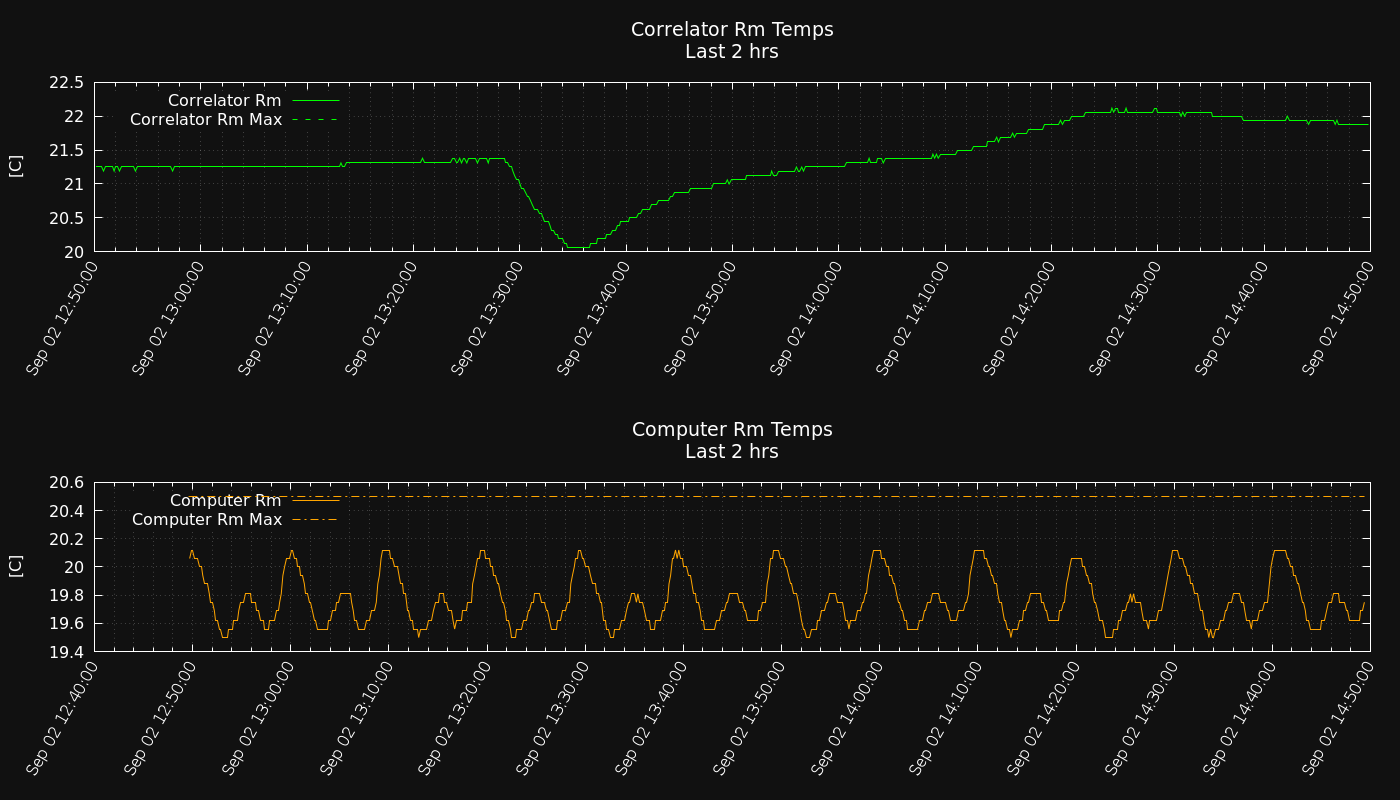 Correlator Rm Temps
Last 2 hrs
22.5
22
21.5
21
20.5
20
[C]
Correlator Rm
Correlator Rm Max
Sep 02 12:50:00
Sep 02 13:00:00
Sep 02 13:10:00
Sep 02 13:20:00
Sep 02 13:30:00
Sep 02 13:40:00
Sep 02 13:50:00
Sep 02 14:00:00
Sep 02 14:10:00
Sep 02 14:20:00
Sep 02 14:30:00
Sep 02 14:40:00
Sep 02 14:50:00
Computer Rm Temps
Last 2 hrs
20.6
20.4
20.2
20
19.8
19.6
19.4
[C]
Computer Rm
Computer Rm Max
Sep 02 12:40:00
Sep 02 12:50:00
Sep 02 13:00:00
Sep 02 13:10:00
Sep 02 13:20:00
Sep 02 13:30:00
Sep 02 13:40:00
Sep 02 13:50:00
Sep 02 14:00:00
Sep 02 14:10:00
Sep 02 14:20:00
Sep 02 14:30:00
Sep 02 14:40:00
Sep 02 14:50:00